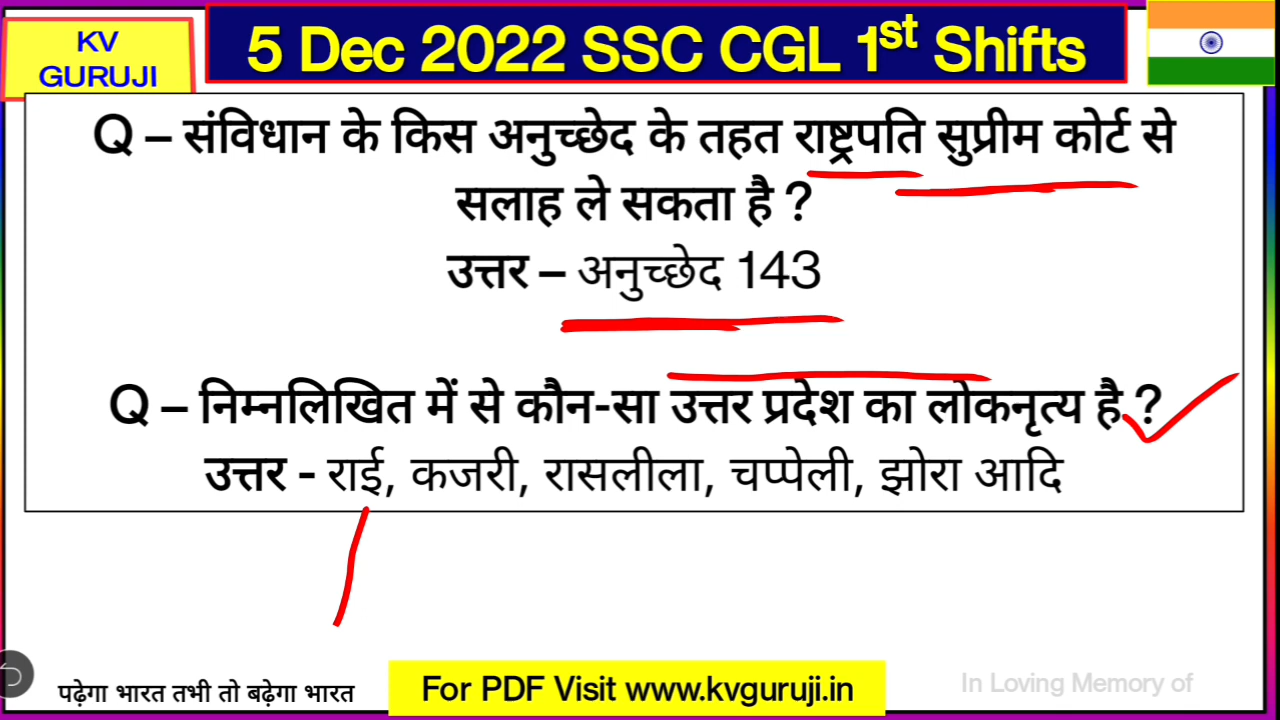 KV
GURUJI
5 Dec 2022 SSC CGL 1st Shifts
Q – संविधान के किस अनुच्छेद के तहत राष्ट्रपति सुप्रीम कोर्ट से
सलाह ले सकता है ?
उत्तर – अनुच्छेद 143
Q – निम्नलिखित में से कौन-सा उत्तर प्रदेश का लोकनृत्य है ?
उत्तर - राई, कजरी, रासलीला, चप्पेली, झोरा आदि
पढ़ेगा भारत तभी तो बढ़ेगा भारत
For PDF Visit www.kvguruji.in
In Loving Memory of